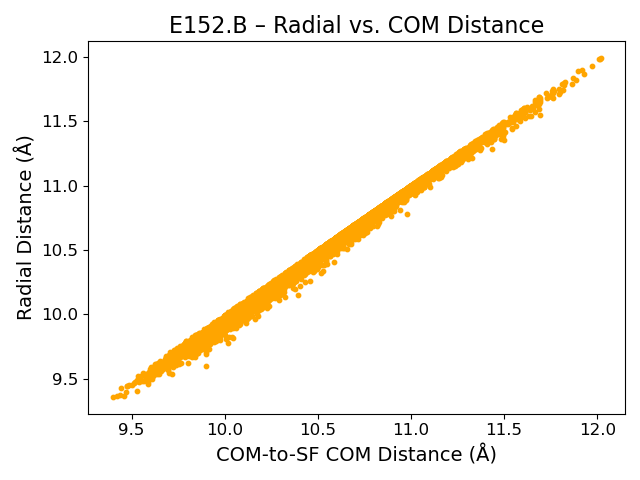 E152.B – Radial vs. COM Distance
Radial Distance (Å)
12.0
11.5
11.0
10.5
10.0
9.5
9.5 10.0 10.5 11.0 11.5 12.0
COM-to-SF COM Distance (Å)